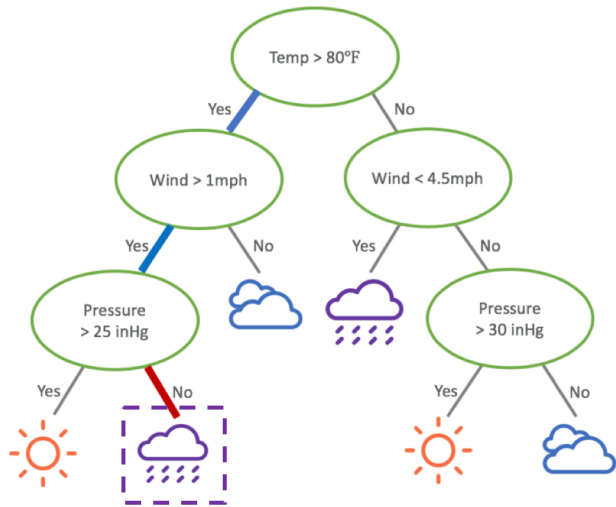 Temp > 80°F
Yes
No
Wind > 1mph
Wind < 4.5mph
Yes
No
Yes
No
Pressure
> 25 inHg
Pressure
> 30 inHg
Yes
No
Yes
No